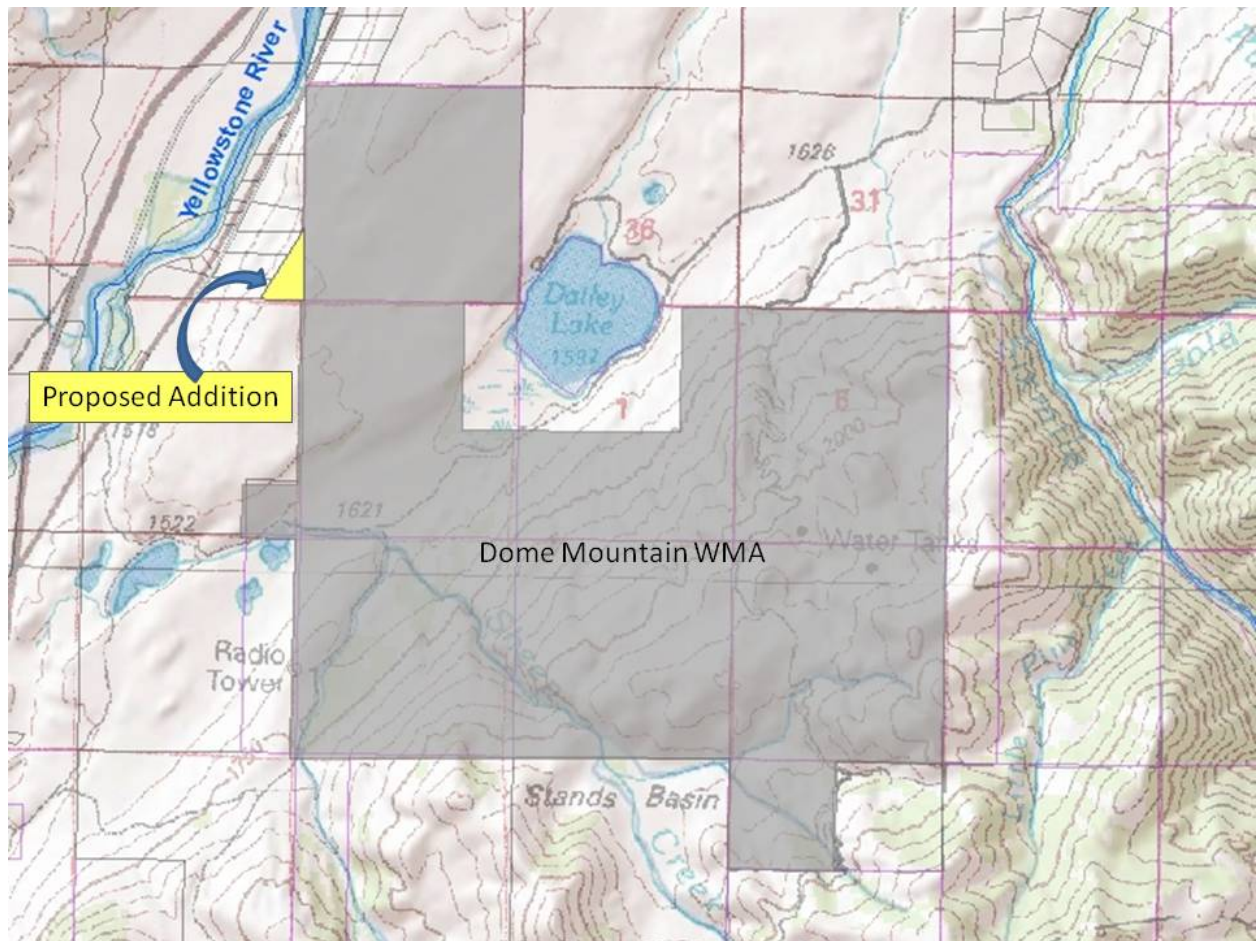 Yellowstone River
1626
31
36
Dailey
Lake
1592
Gold
Proposed Addition
1
6
2000
1518
1522
1621
Dome Mountain WMA
Water Tanks
Radio
Tower
Stands Basin
Creek